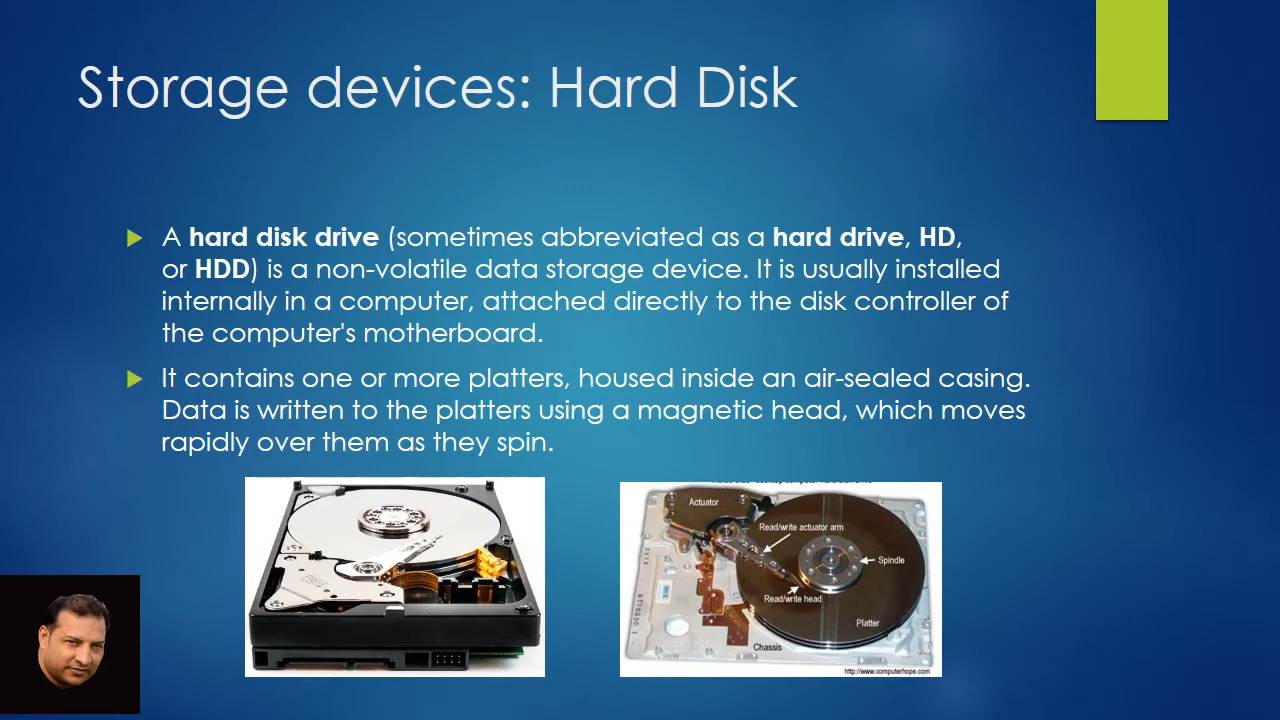 Storage devices: Hard Disk
A hard disk drive (sometimes abbreviated as a hard drive, HD,
or HDD) is a non-volatile data storage device. It is usually installed
internally in a computer, attached directly to the disk controller of
the computer's motherboard.
It contains one or more platters, housed inside an air-sealed casing.
Data is written to the platters using a magnetic head, which moves
rapidly over them as they spin.
Actuator
Read/write actuator arm
Spindle
Read/write head
Platter
Chassis
http://www.computerhope.com